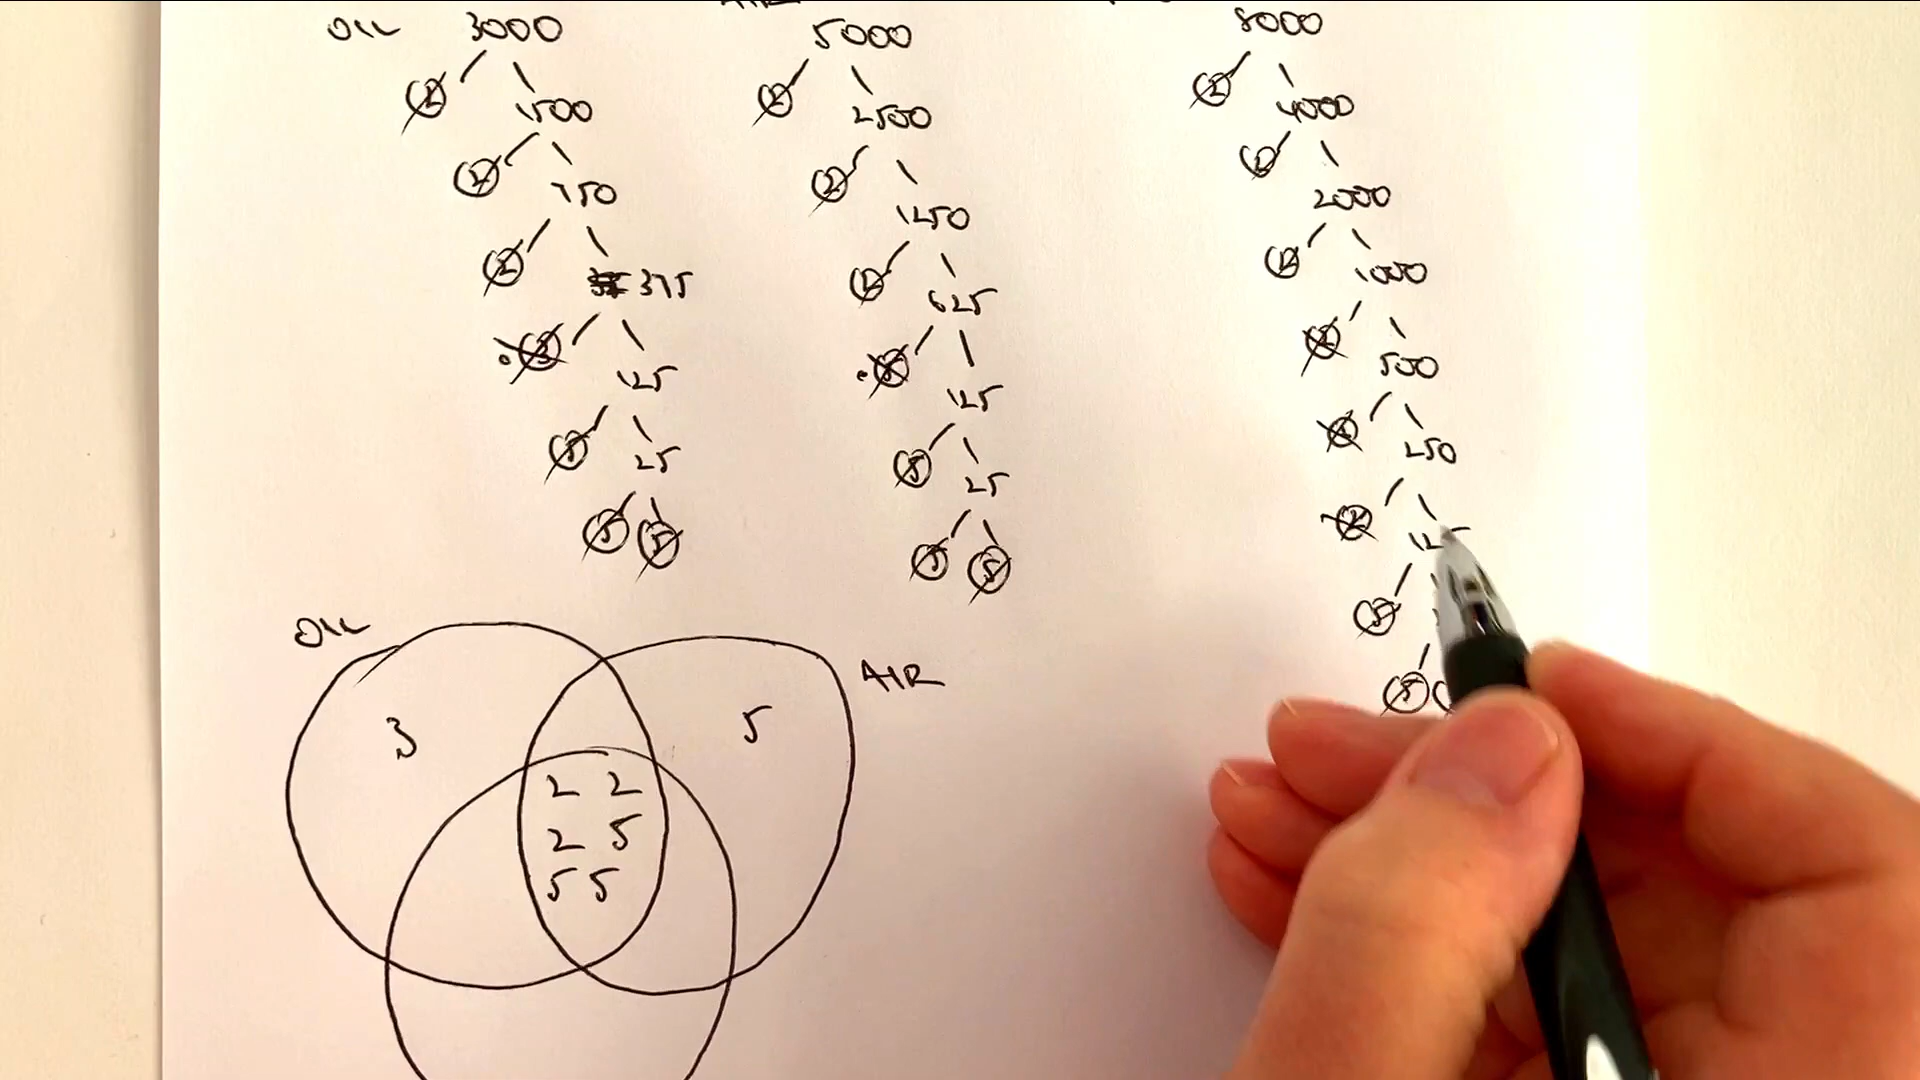 OIL 3000 5000 8000
2 1500 2 2500 2 4000
2 750 2 1250 2 2000
2 375 2 625 2 1000
3 125 5 125 2 500
5 25 5 25 2 250
5 5 5 5 2 125
5
5
OIL
AIR
3 5
2 2
2 5
5 5